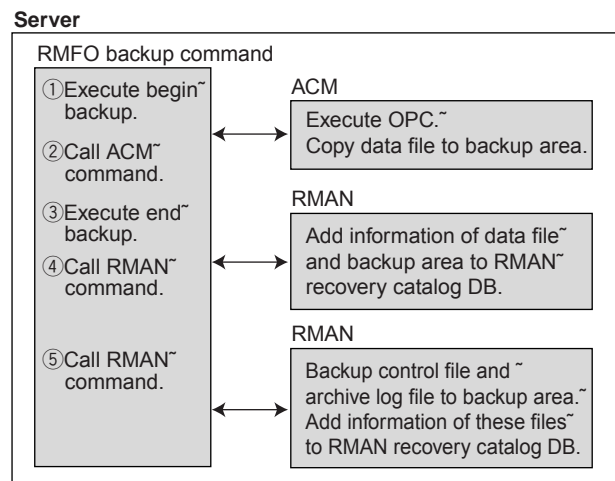 Server
RMFO backup command
①Execute begin˜
backup.
②Call ACM˜
command.
③Execute end˜
backup.
④Call RMAN˜
command.
⑤Call RMAN˜
command.
ACM
Execute OPC.˜
Copy data file to backup area.
RMAN
Add information of data file˜
and backup area to RMAN˜
recovery catalog DB.
RMAN
Backup control file and ˜
archive log file to backup area.˜
Add information of these files˜
to RMAN recovery catalog DB.